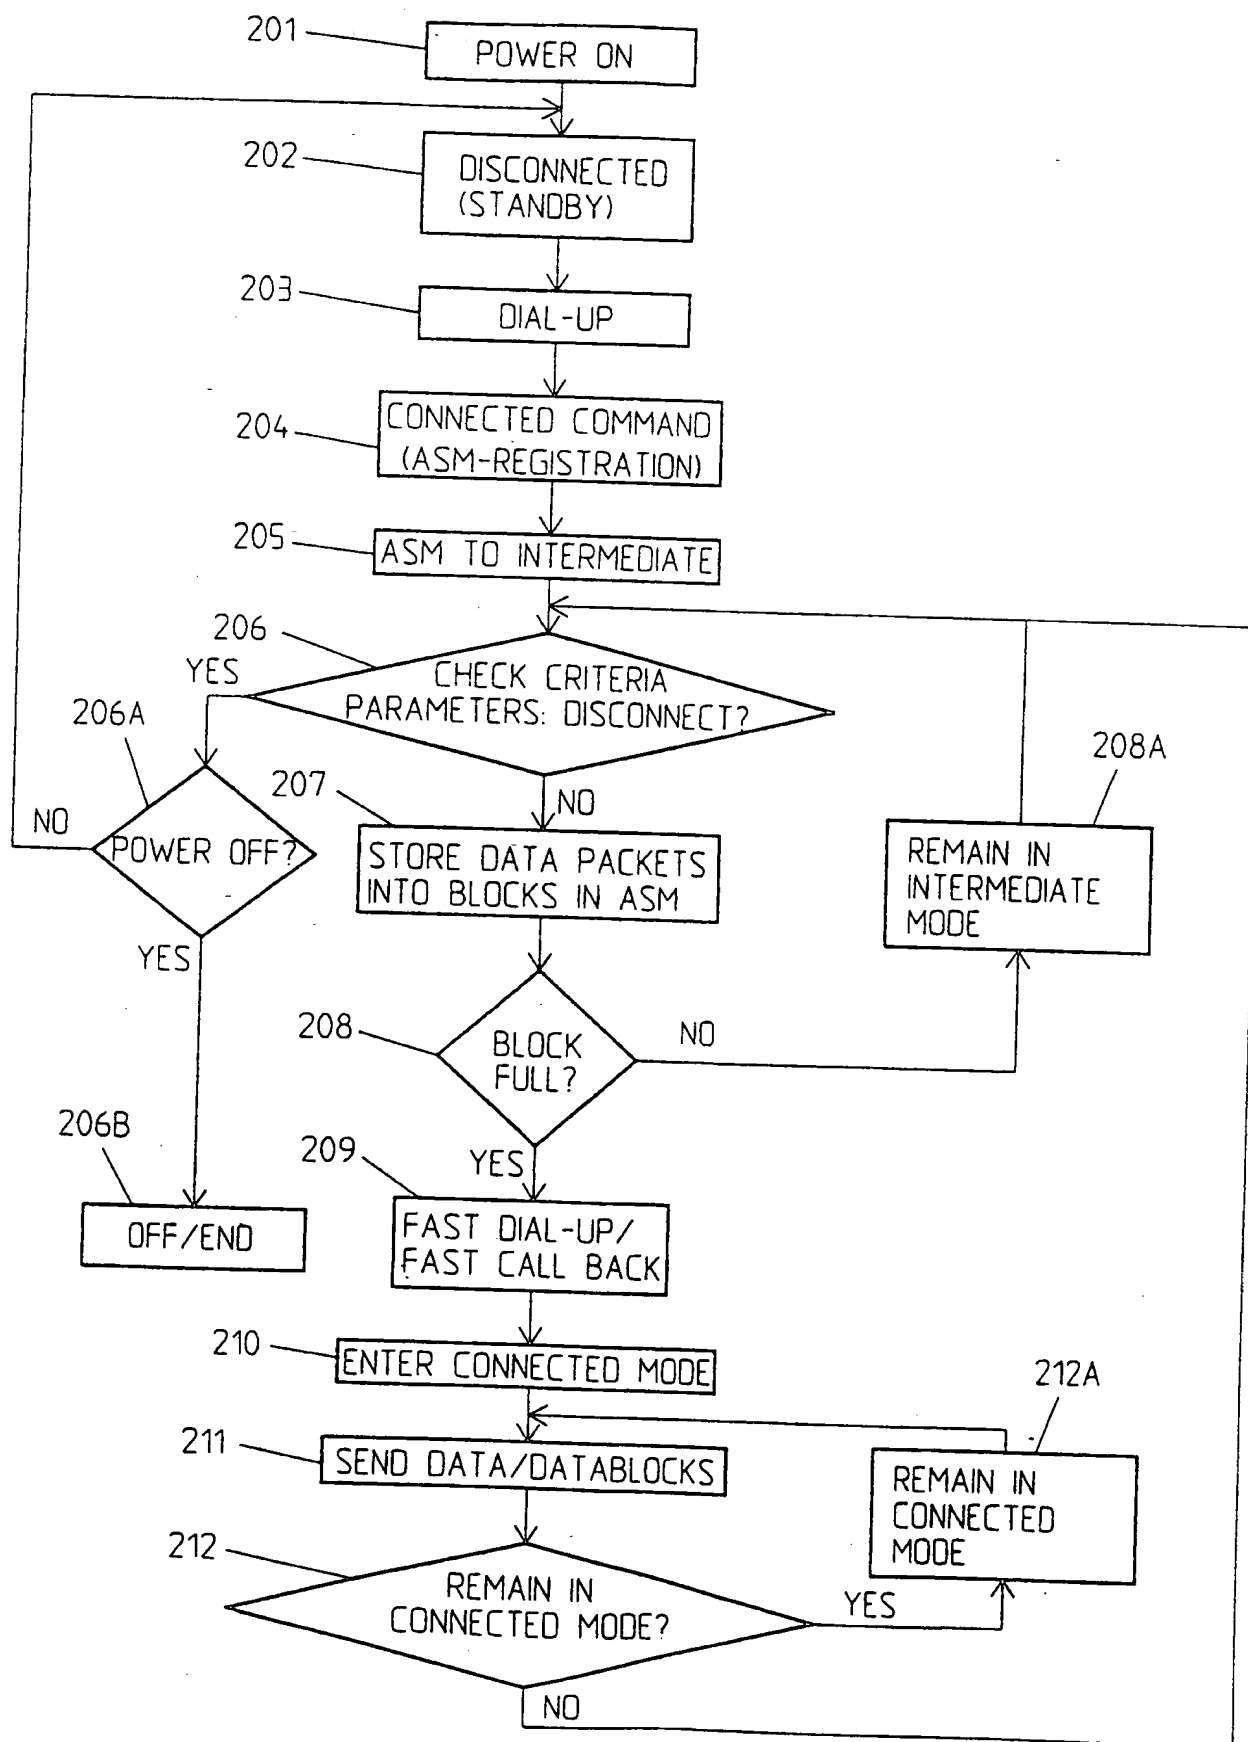 201
POWER ON
202
DISCONNECTED
(STANDBY)
203
DIAL-UP
204
CONNECTED COMMAND
(ASM-REGISTRATION)
205
ASM TO INTERMEDIATE
206
YES
CHECK CRITERIA
PARAMETERS: DISCONNECT?
206A
NO
POWER OFF?
YES
207
NO
STORE DATA PACKETS
INTO BLOCKS IN ASM
208A
REMAIN IN
INTERMEDIATE
MODE
208
BLOCK
FULL?
NO
YES
206B
OFF/END
209
FAST DIAL-UP/
FAST CALL BACK
210
ENTER CONNECTED MODE
211
SEND DATA/DATABLOCKS
212A
REMAIN IN
CONNECTED
MODE
212
REMAIN IN
CONNECTED MODE?
YES
NO